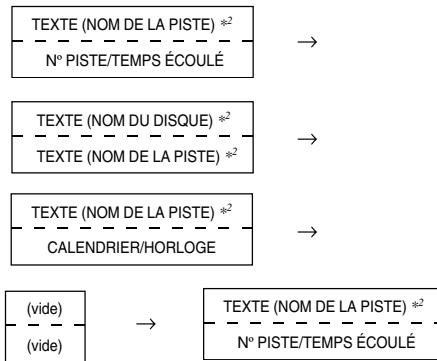 TEXTE (NOM DE LA PISTE) *2
Nº PISTE/TEMPS ÉCOULÉ
→
TEXTE (NOM DU DISQUE) *2
TEXTE (NOM DE LA PISTE) *2
→
TEXTE (NOM DE LA PISTE) *2
CALENDRIER/HORLOGE
→
(vide)
(vide)
→
TEXTE (NOM DE LA PISTE) *2
Nº PISTE/TEMPS ÉCOULÉ